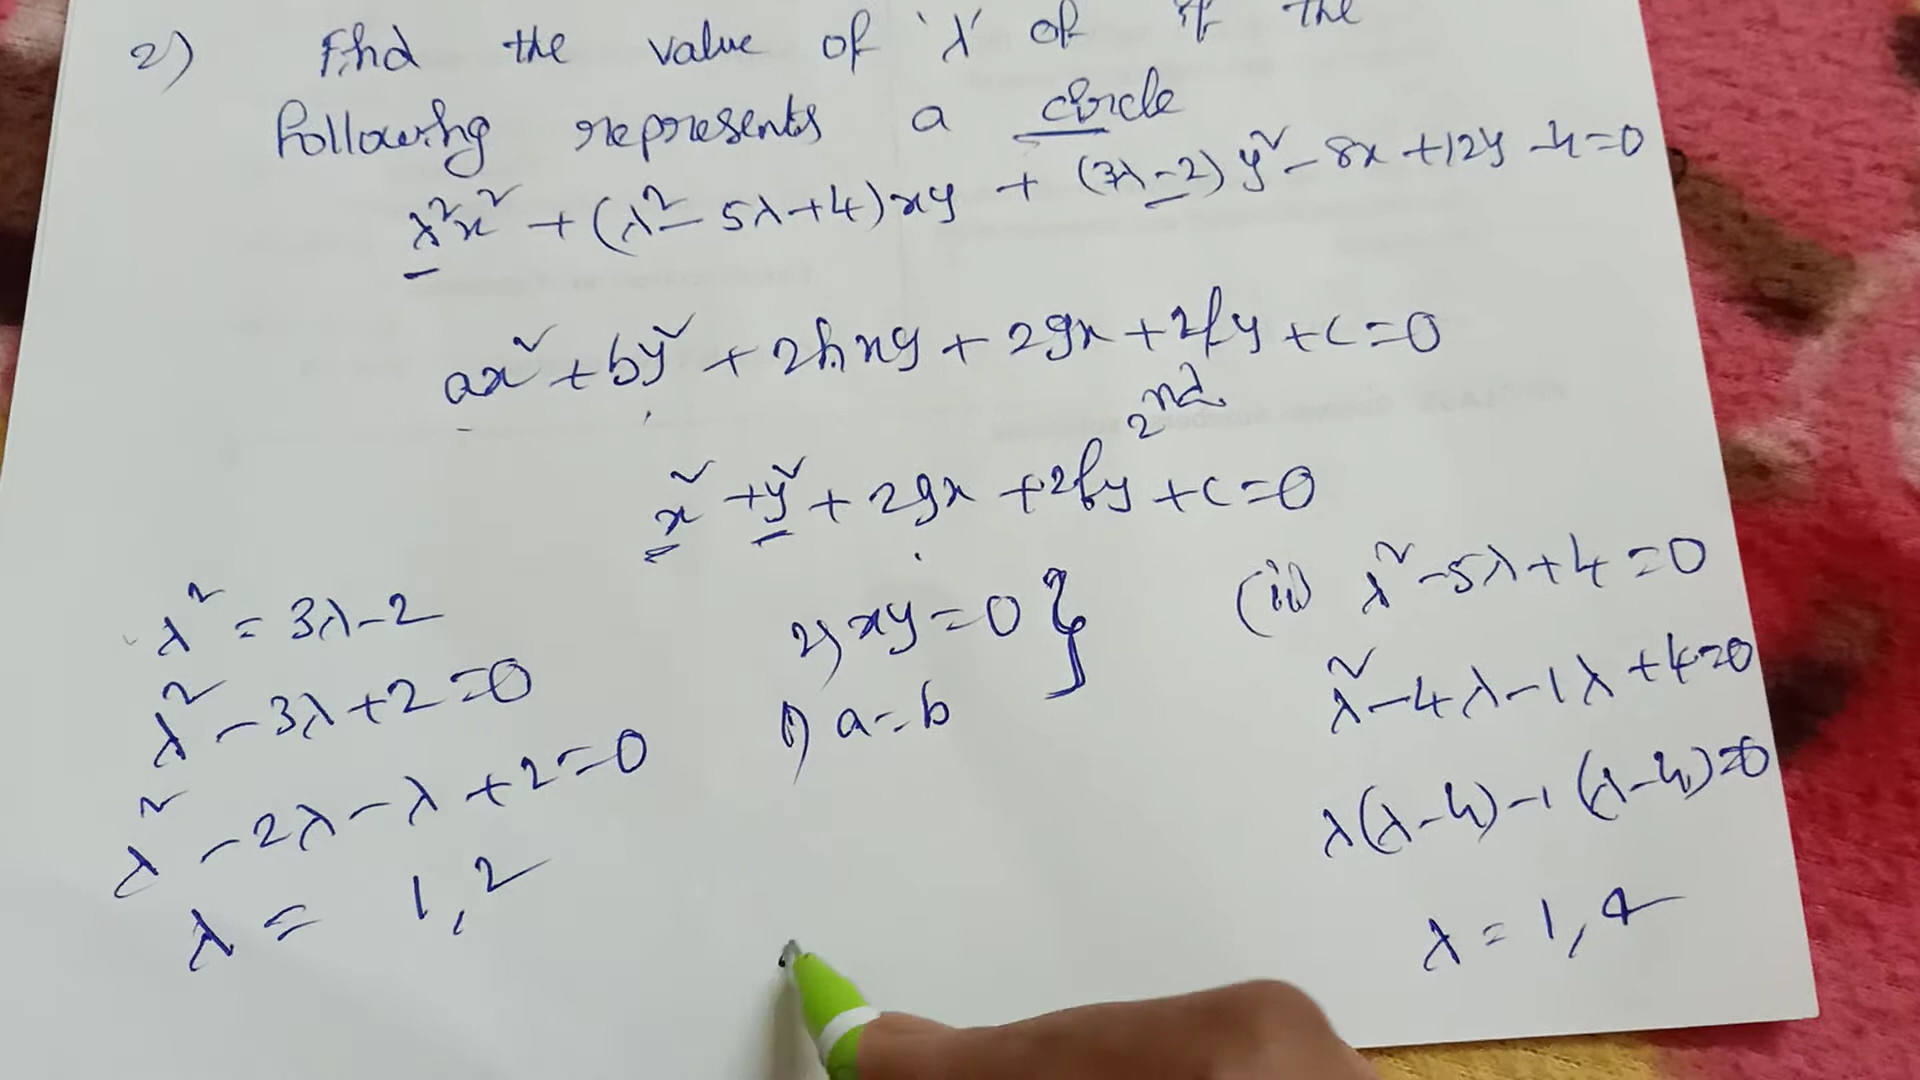 2) Find the value of 'λ' of if the
following represents a circle
λ²x² + (λ² - 5λ + 4)xy + (3λ - 2)y² - 8x + 12y - 4 = 0
ax² + by² + 2hxy + 2gx + 2fy + c = 0
2nd
x² + y² + 2gx + 2fy + c = 0
λ² = 3λ - 2
λ² - 3λ + 2 = 0
λ² - 2λ - λ + 2 = 0
λ = 1, 2
2) xy = 0 }
1) a = b
(ii) λ² - 5λ + 4 = 0
λ² - 4λ - 1λ + 4 = 0
λ(λ - 4) - 1(λ - 4) = 0
λ = 1, 4